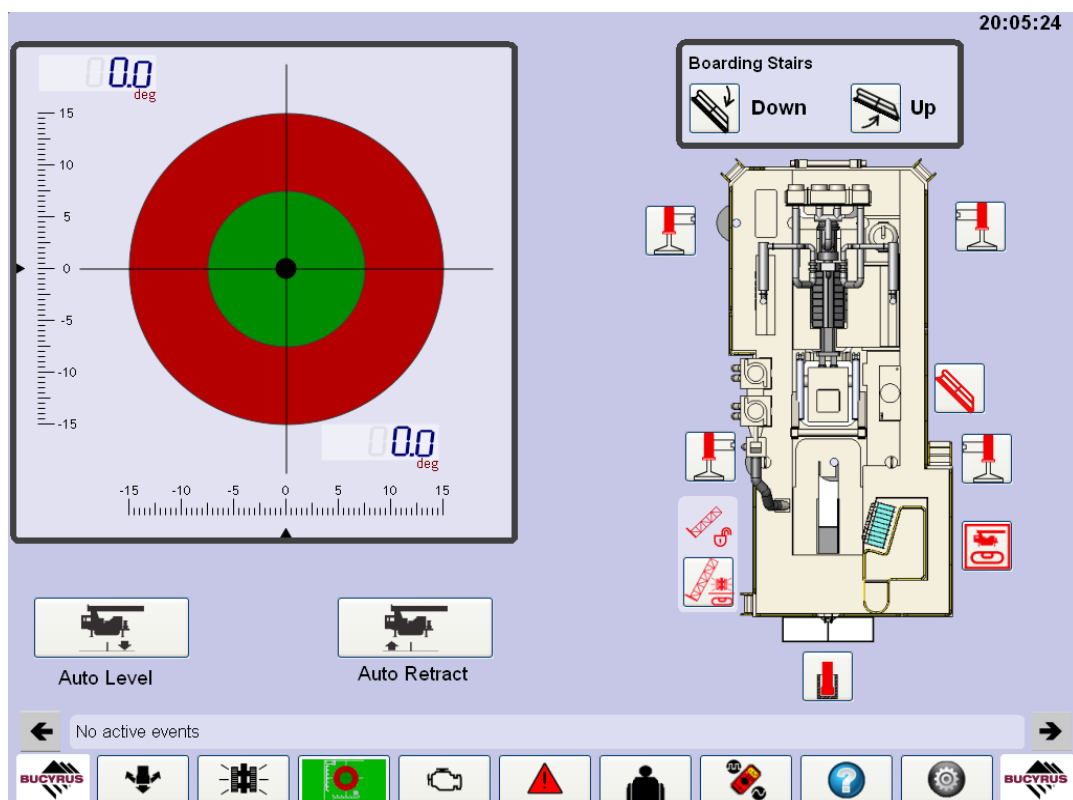 20:05:24
0.0
deg
Boarding Stairs
Down
Up
15
10
5
0
-5
-10
-15
0.0
deg
-15 -10 -5 0 5 10 15
Auto Level
Auto Retract
No active events
BUCYRUS
?
BUCYRUS